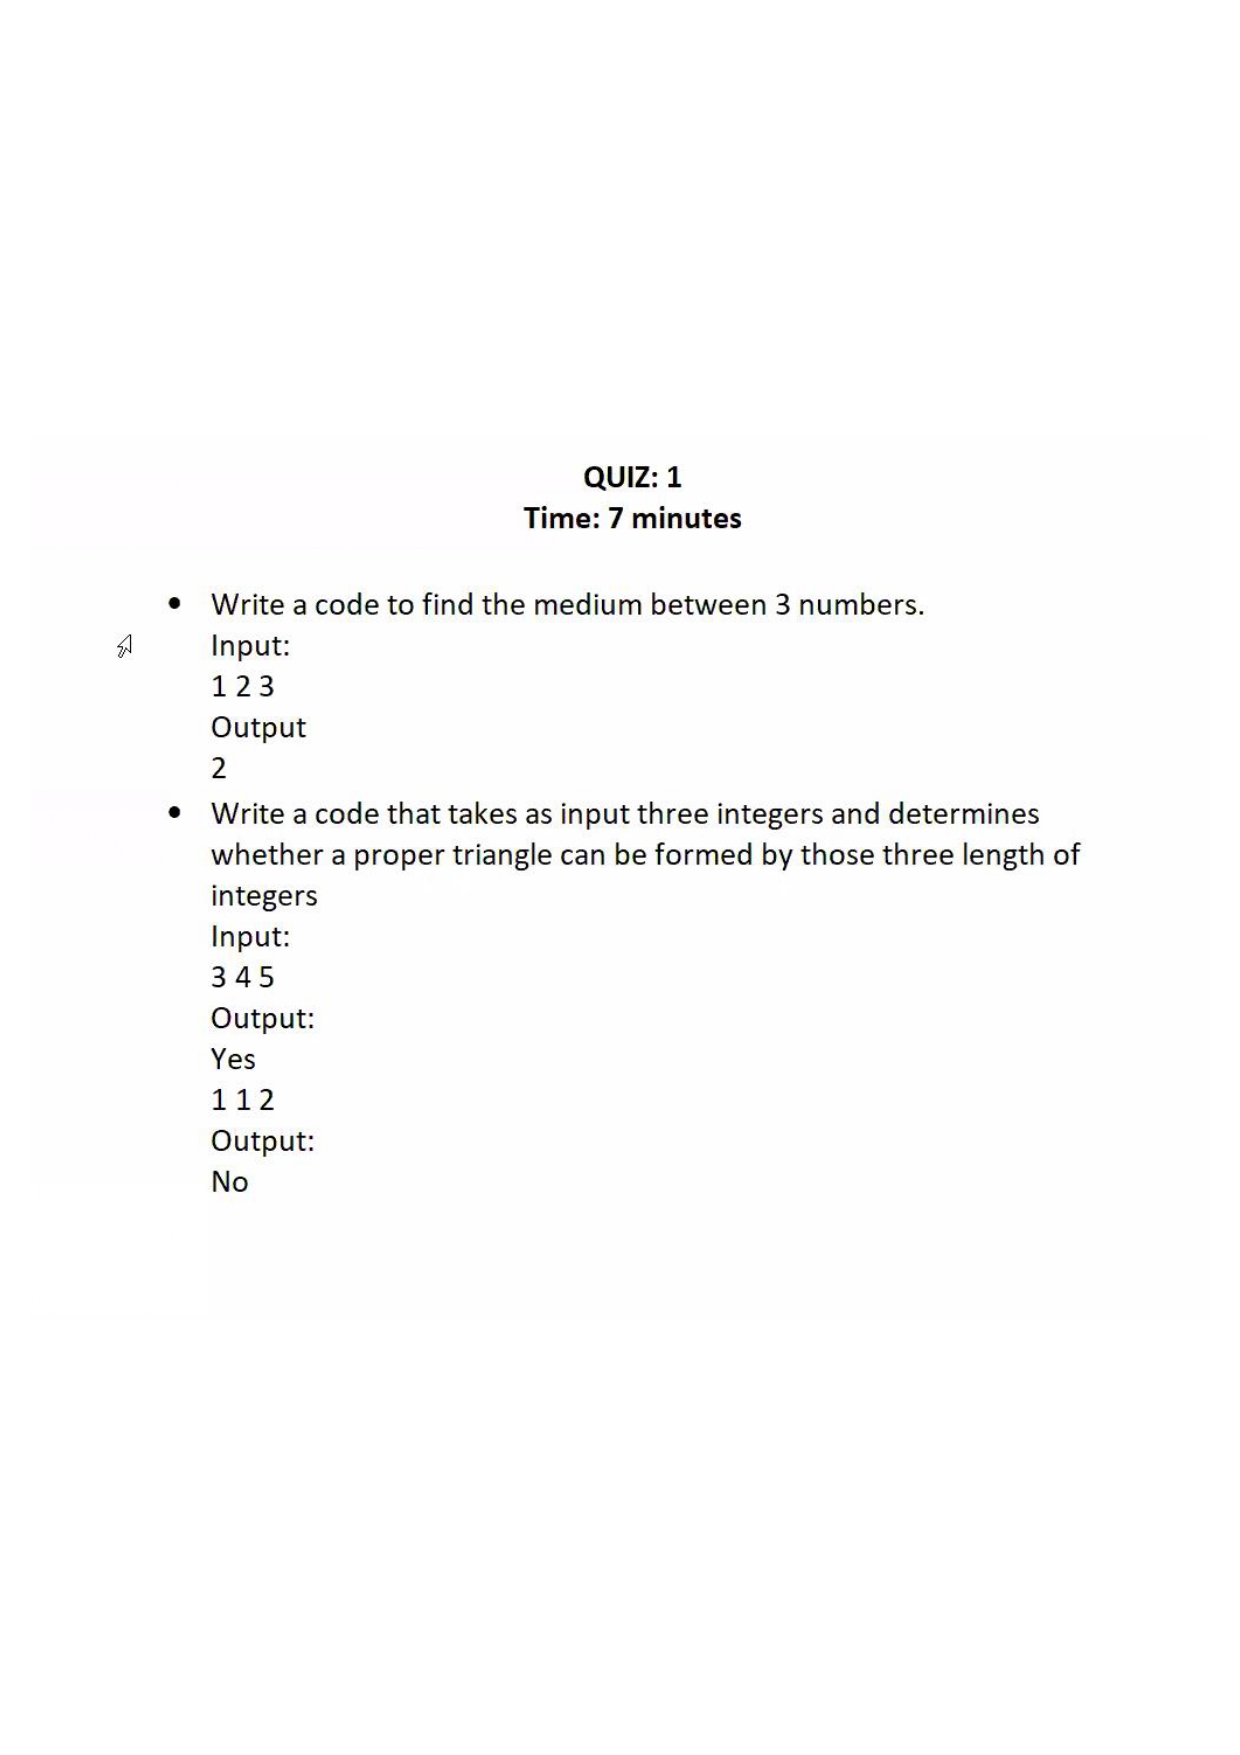 QUIZ: 1
Time: 7 minutes
• Write a code to find the medium between 3 numbers.
Input:
1 2 3
Output
2
• Write a code that takes as input three integers and determines
whether a proper triangle can be formed by those three length of
integers
Input:
3 4 5
Output:
Yes
1 1 2
Output:
No